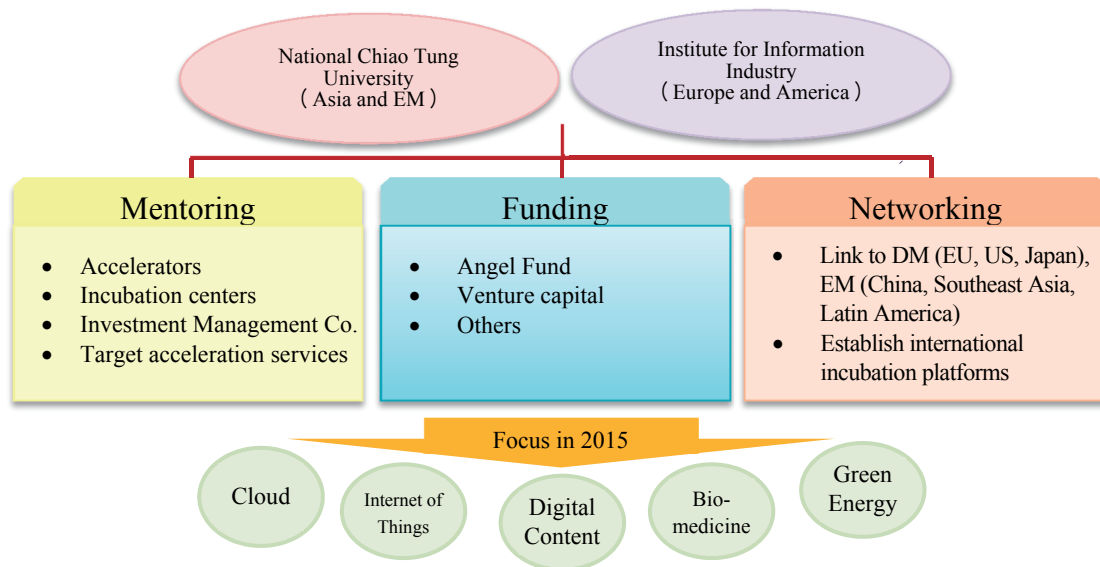 National Chiao Tung
University
( Asia and EM )
Institute for Information
Industry
( Europe and America )
Mentoring
• Accelerators
• Incubation centers
• Investment Management Co.
• Target acceleration services
Funding
• Angel Fund
• Venture capital
• Others
Networking
• Link to DM (EU, US, Japan),
EM (China, Southeast Asia,
Latin America)
• Establish international
incubation platforms
Focus in 2015
Cloud
Internet of
Things
Digital
Content
Bio-
medicine
Green
Energy